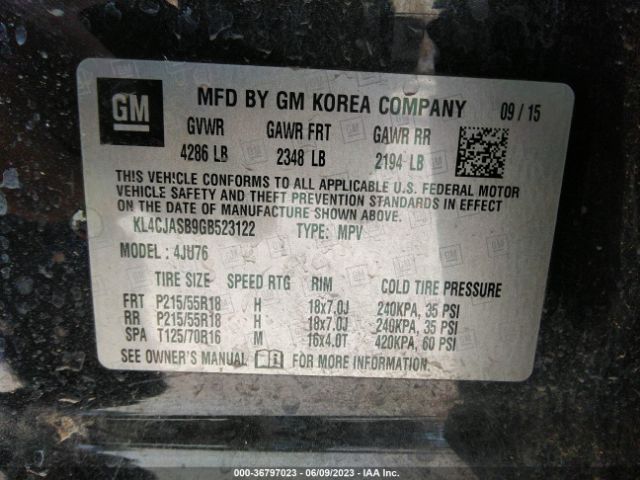 GM
MFD BY GM KOREA COMPANY 09 / 15
GVWR GAWR FRT GAWR RR
4286 LB 2348 LB 2194 LB
THIS VEHICLE CONFORMS TO ALL APPLICABLE U.S. FEDERAL MOTOR
VEHICLE SAFETY AND THEFT PREVENTION STANDARDS IN EFFECT
ON THE DATE OF MANUFACTURE SHOWN ABOVE.
KL4CJASB9GB523122 TYPE: MPV
MODEL: 4JU76
TIRE SIZE SPEED RTG RIM COLD TIRE PRESSURE
FRT P215/55R18 H 18x7.0J 240KPA, 35 PSI
RR P215/55R18 H 18x7.0J 240KPA, 35 PSI
SPA T125/70R16 M 16x4.0T 420KPA, 60 PSI
SEE OWNER'S MANUAL FOR MORE INFORMATION.
000-36797023 - 06/09/2023 - IAA Inc.